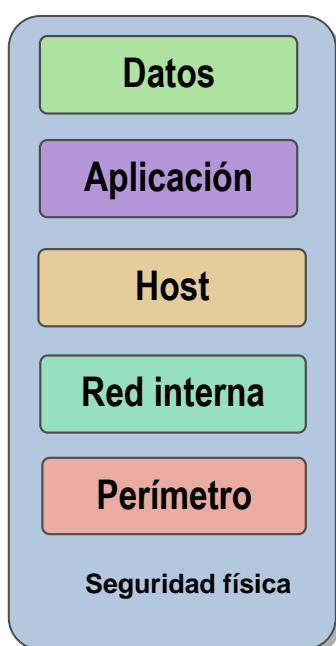 Datos
Aplicación
Host
Red interna
Perímetro
Seguridad física